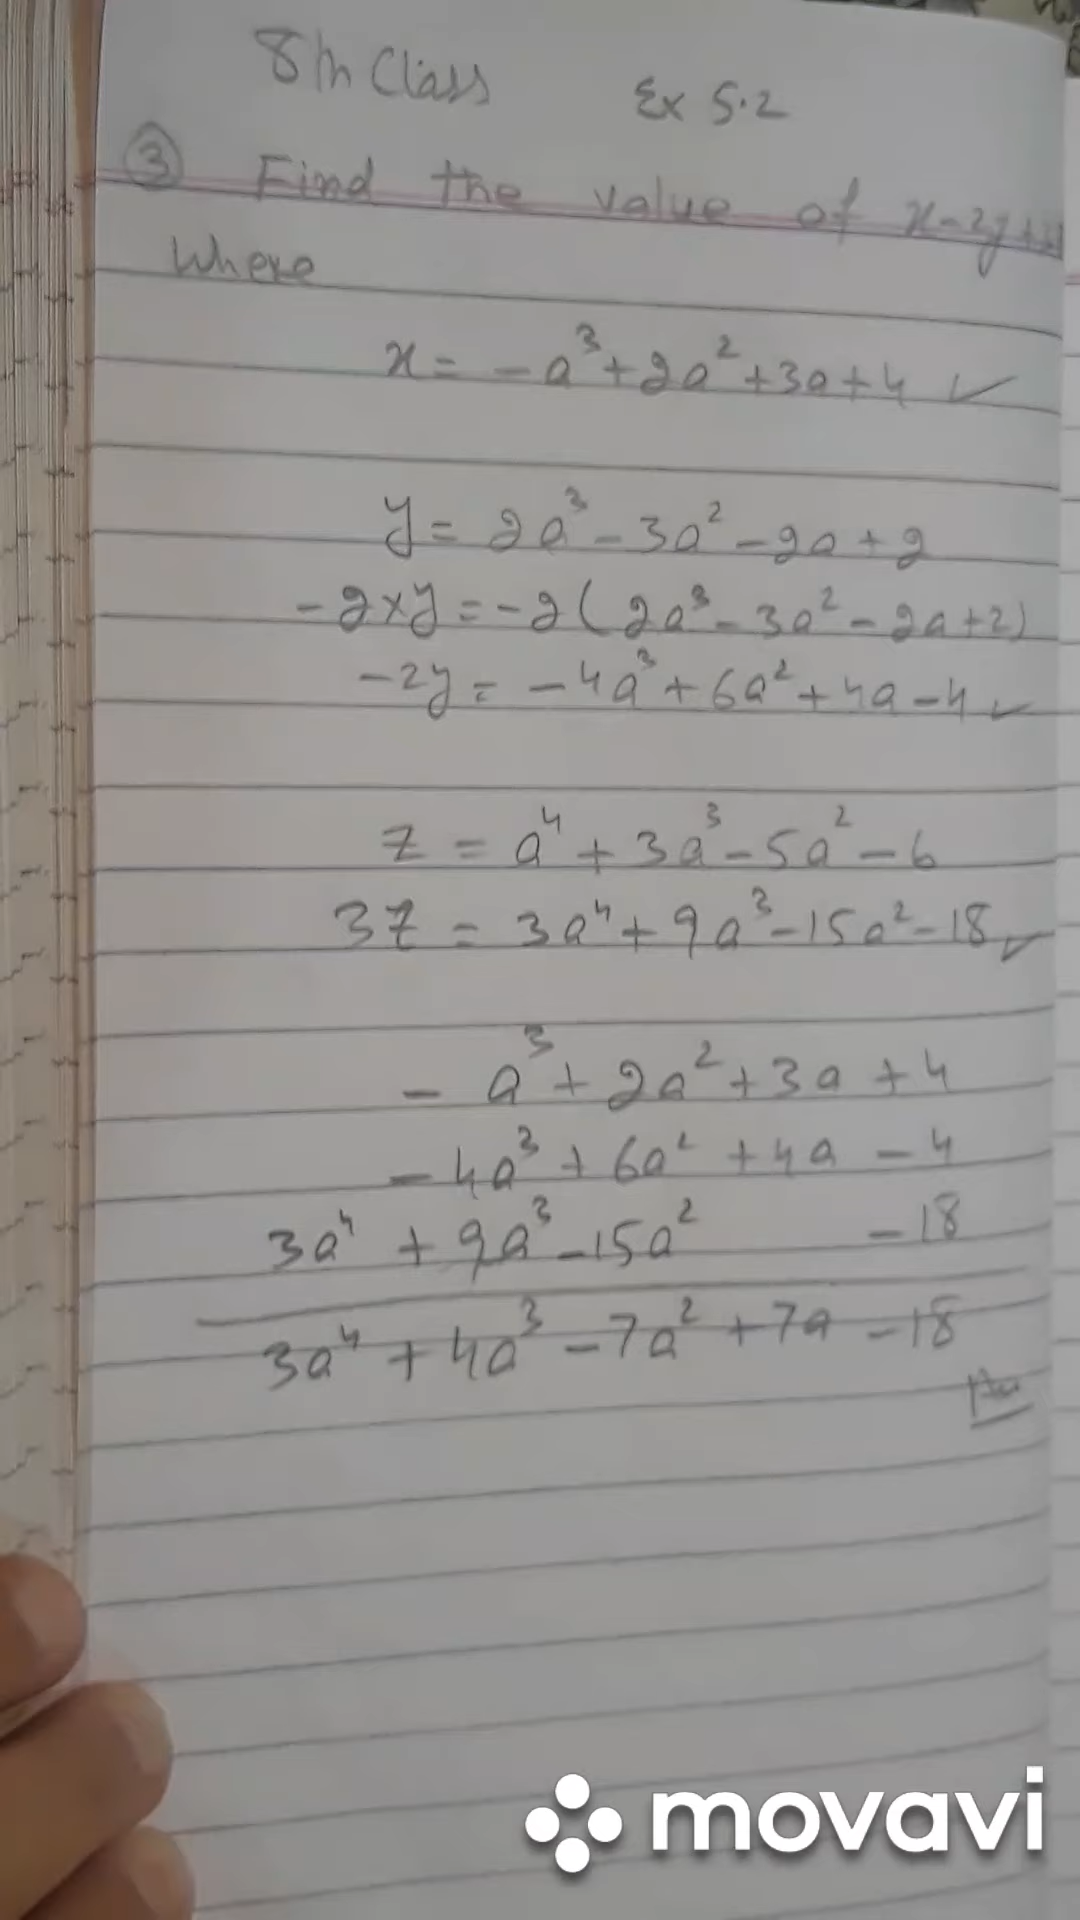 8th Class Ex 5.2
③ Find the value of x-2y+
Where
x = -a³+2a²+3a+4 ✓
y = 2a³-3a²-2a+2
-2×y = -2(2a³-3a²-2a+2)
-2y = -4a³+6a²+4a-4 ✓
z = a⁴+3a³-5a²-6
3z = 3a⁴+9a³-15a²-18 ✓
- a³+2a²+3a+4
-4a³+6a²+4a-4
3a⁴+9a³-15a² -18
3a⁴+4a³-7a²+7a-18
Ans
movavi